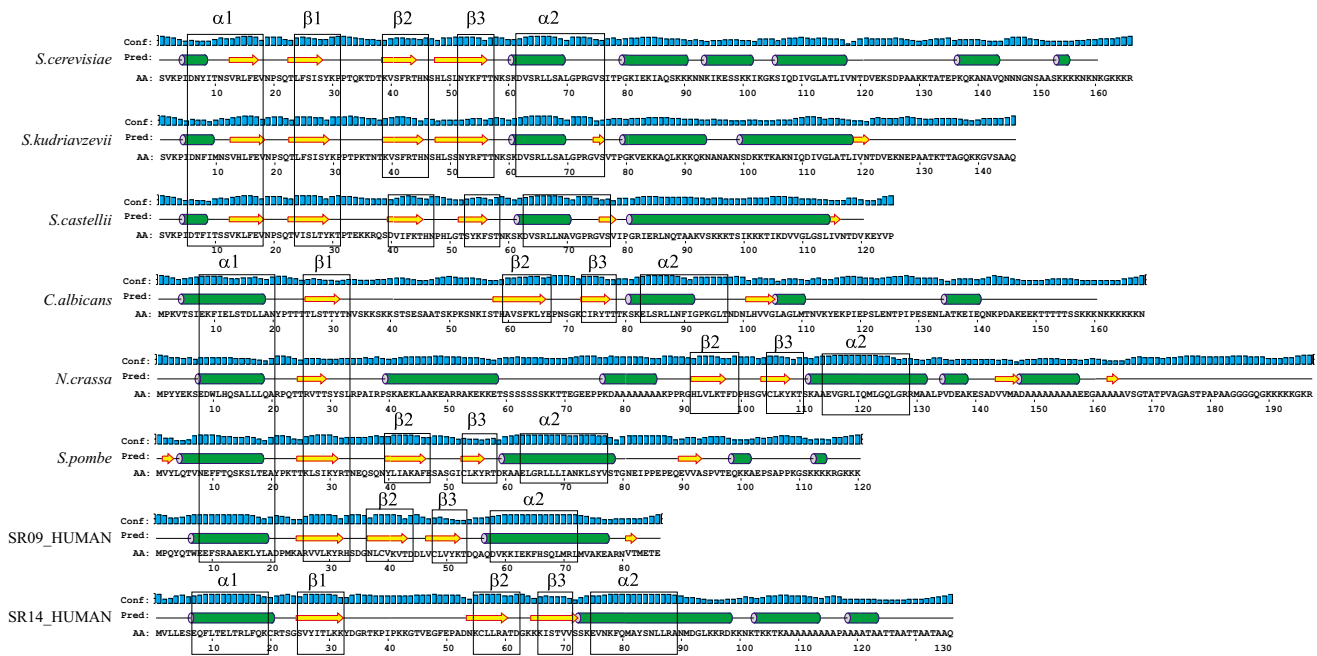 α1 β1 β2 β3 α2
Conf:
S.cerevisiae Pred:
AA: SVKPIDNYITNSVRLFEVNPSQTLFSISYKPPTQKTDTKVSFRTHNSHLSLNYKFTTNKSKDVSRLLSALGPRGVSITPGKIEKIAQSKKKNNKIKESSKKIKGKSIQDIVGLATLIVNTDVEKSDPAAKKTATEPKQKANAVQNNNGNSAASKKKKNKNKGKKKR
10 20 30 40 50 60 70 80 90 100 110 120 130 140 150 160
Conf:
S.kudriavzevii Pred:
AA: SVKPIDNFIMNSVHLFEVNPSQTLFSISYKPPTPKTNTKVSFRTHNSHLSSNYRFTTNKSKDVSRLLSALGPRGVSVTPGKVEKKAQLKKKQKNANAKNSDKKTKAKNIQDIVGLATLIVNTDVEKNEPAATKTTAGQKKGVSAAQ
10 20 30 40 50 60 70 80 90 100 110 120 130 140
Conf:
S.castellii Pred:
AA: SVKPIDTFITSSVKLFEVNPSQTVISLTYKTPTEKKRQSDVIFKTHNPHLGTSYKFSTNKSKDVSRLLNAVGPRGVSVIPGRIERLNQTAAKVSKKKTSIKKKTIKDVVGLGSLIVNTDVKEYVP
10 20 30 40 50 60 70 80 90 100 110 120
α1 β1 β2 β3 α2
Conf:
C.albicans Pred:
AA: MPKVTSIEKFIELSTDLLANYPTTTTLSTTYTNVSKKSKKSTSESAATSKPKSNKISTHAVSFKLYEPNSGKCIRYTTTKSKELSRLLNFIGPKGLTNDNLHVVGLAGLMTNVKYEKPIEPSLENTPIPESENLATKEIEQNKPDAKEEKTTTTTSSKKKNKKKKKKN
10 20 30 40 50 60 70 80 90 100 110 120 130 140 150 160
β2 β3 α2
Conf:
N.crassa Pred:
10 20 30 40 50 60 70 80 90 100 110 120 130 140 150 160 170 180 190
β2 β3 α2
Conf:
S.pombe Pred:
AA: MVYLQTVNEFFTQSKSLTEAYPKTTKLSIKYRTNEQSQNYLIAKAFESASGICLKYRTDKAAELGRLLLIANKLSYVSTGNEIPPEPEQEVVASPVTEQKKAEPSAPPKGSKKKKRGKKK
10 20 30 40 50 60 70 80 90 100 110 120
β2 β3 α2
Conf:
SR09_HUMAN Pred:
AA: MPQYQTWEEFSRAAEKLYLADPMKARVVLKYRHSDGNLCVKVTDDLVCLVYKTDQAQDVKKIEKFHSQLMRLMVAKEARNVTMETE
10 20 30 40 50 60 70 80
α1 β1 β2 β3 α2
Conf:
SR14_HUMAN Pred:
AA: MVLLESEQFLTELTRLFQKCRTSGSVYITLKKYDGRTKPIPKKGTVEGFEPADNKCLLRATDGKKKISTVVSSKEVNKFQMAYSNLLRANMDGLKKRDKKNKTKKTKAAAAAAAAPAAAATAATTAATTAATAAQ
10 20 30 40 50 60 70 80 90 100 110 120 130